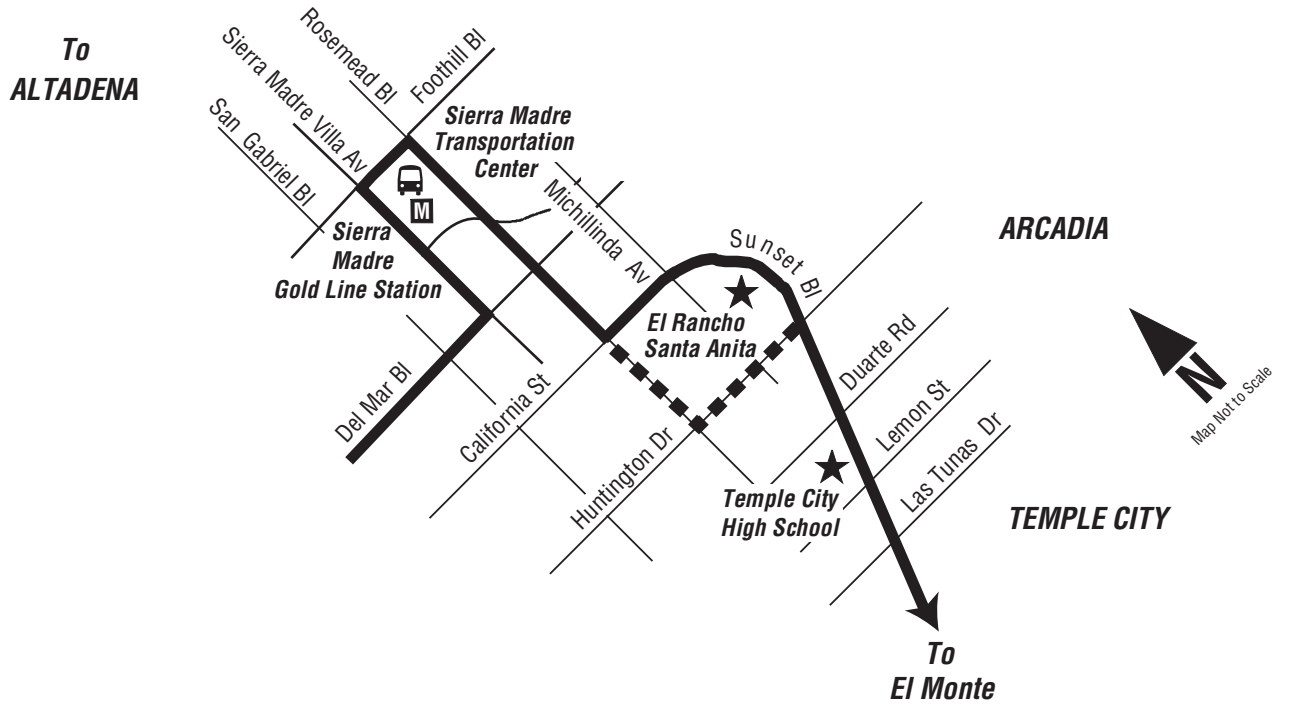 To
ALTADENA
Rosemead Bl
Foothill Bl
Sierra Madre Villa Av
San Gabriel Bl
Sierra Madre
Transportation
Center
M
Sierra
Madre
Gold Line Station
Michillinda Av
Sunset Bl
ARCADIA
El Rancho
Santa Anita
Del Mar Bl
California St
Huntington Dr
Duarte Rd
Lemon St
Las Tunas Dr
N
Map Not to Scale
Temple City
High School
TEMPLE CITY
To
El Monte